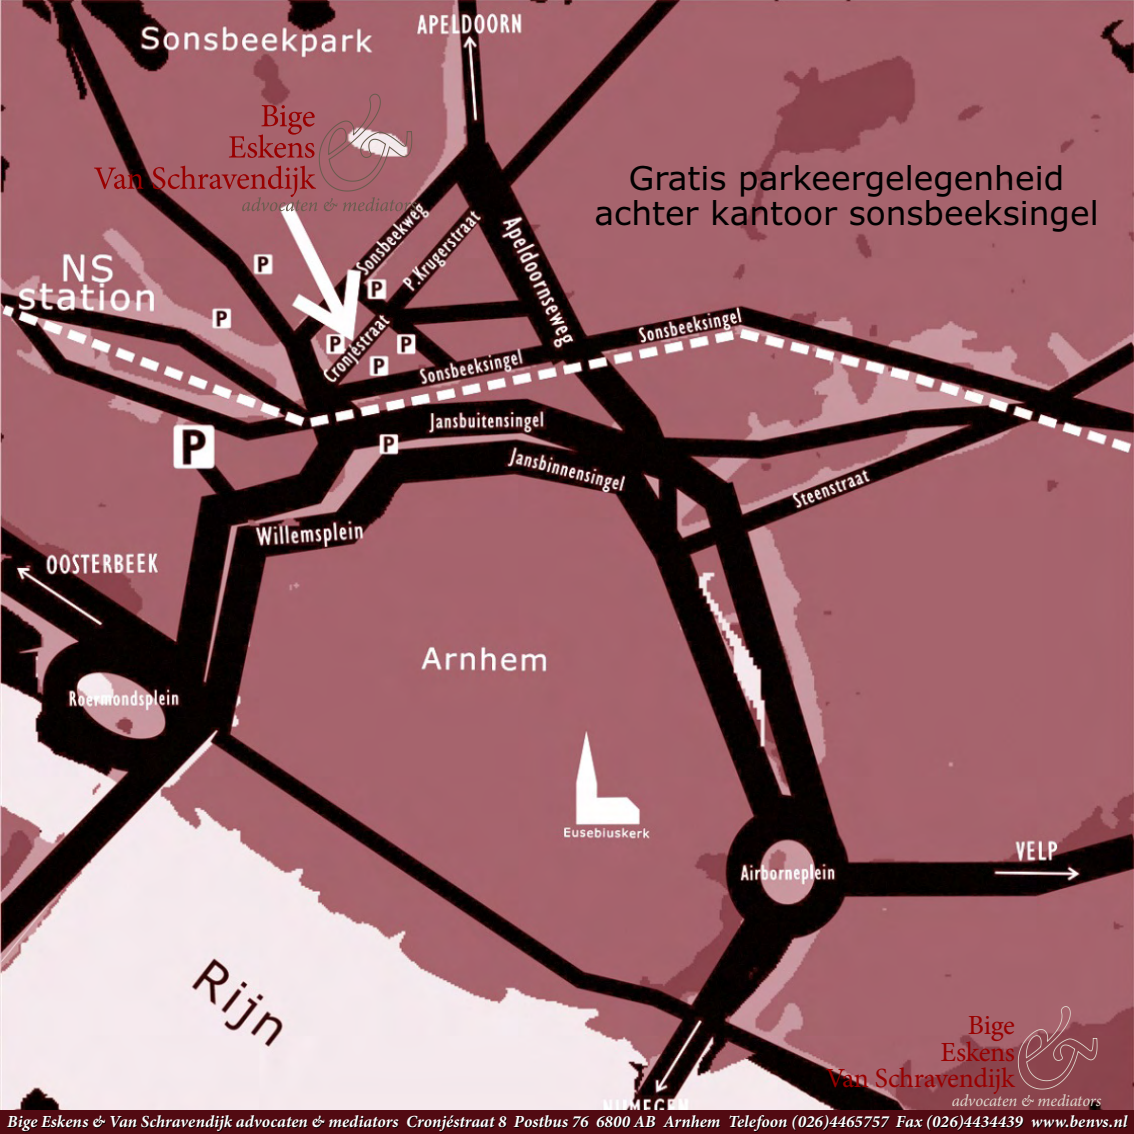 Sonsbeekpark
APELDOORN
Bige
Eskens
Van Schravendijk
advocaten & mediators
Gratis parkeergelegenheid
achter kantoor sonsbeeksingel
Sonsbeekweg
P.Krugerstraat
Apeldoornseweg
NS
station
P
P
P
P
P
P
Cronjéstraat
Sonsbeeksingel
Sonsbeeksingel
Jansbuitensingel
P
P
Jansbinnensingel
Steenstraat
Willemsplein
OOSTERBEEK
Arnhem
Roermondsplein
Eusebiuskerk
VELP
Airborneplein
Rijn
Bige
Eskens
Van Schravendijk
advocaten & mediators
NIJMEGEN
Bige Eskens & Van Schravendijk advocaten & mediators Cronjéstraat 8 Postbus 76 6800 AB Arnhem Telefoon (026)4465757 Fax (026)4434439 www.benvs.nl